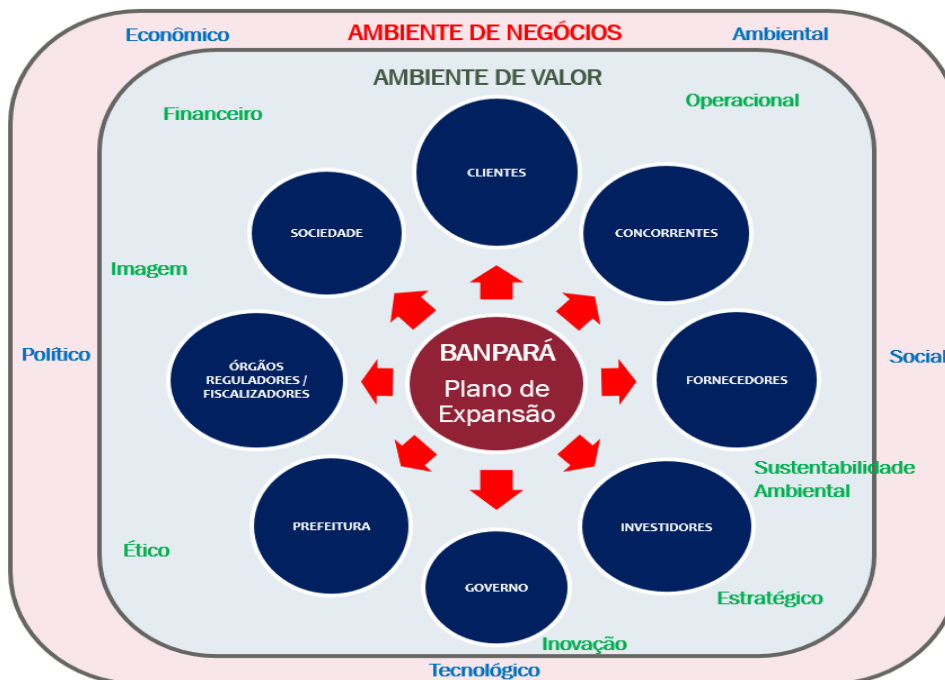 Econômico
AMBIENTE DE NEGÓCIOS
Ambiental
AMBIENTE DE VALOR
Financeiro
Operacional
CLIENTES
SOCIEDADE
CONCORRENTES
Imagem
Político
ÓRGÃOS
REGULADORES /
FISCALIZADORES
BANPARÁ
Plano de
Expansão
FORNECEDORES
Social
Sustentabilidade
Ambiental
PREFEITURA
INVESTIDORES
Ético
GOVERNO
Estratégico
Inovação
Tecnológico